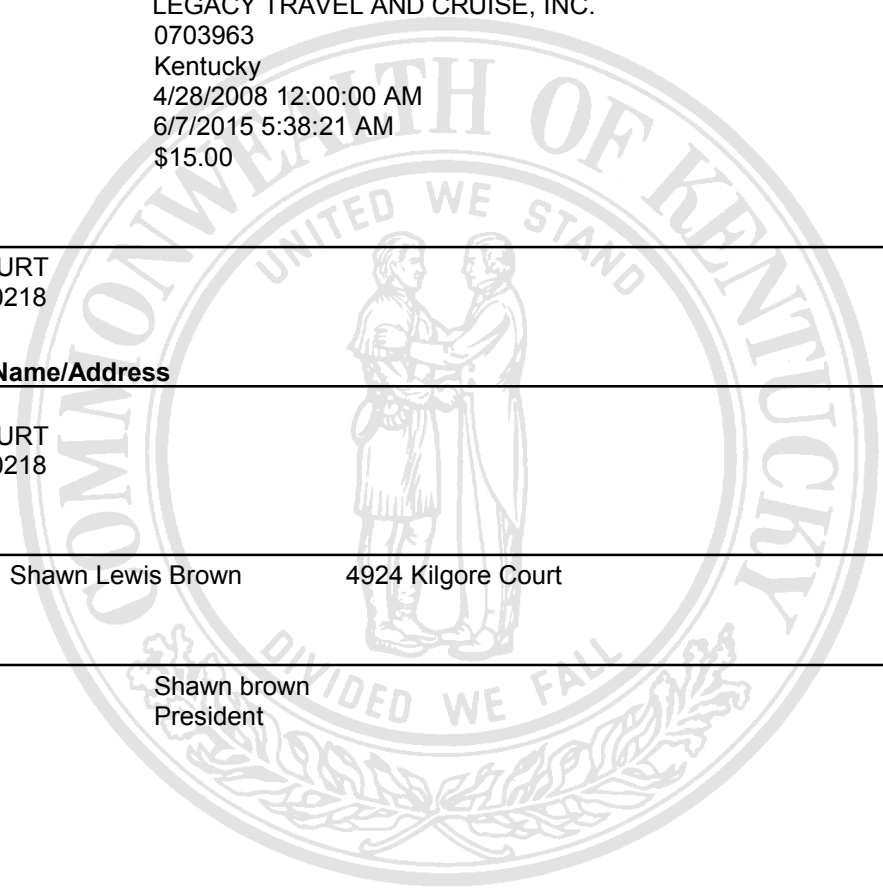 LEGACY TRAVEL AND CRUISE, INC.
0703963
Kentucky
4/28/2008 12:00:00 AM
6/7/2015 5:38:21 AM
$15.00
COMMONWEALTH OF KENTUCKY
UNITED WE STAND
URT
0218
Name/Address
URT
0218
Shawn Lewis Brown 4924 Kilgore Court
DIVIDED WE FALL
Shawn brown
President